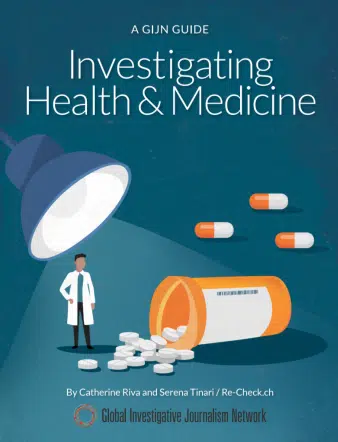 A GIJN GUIDE
Investigating
Health & Medicine
By Catherine Riva and Serena Tinari / Re-Check.ch
Global Investigative Journalism Network